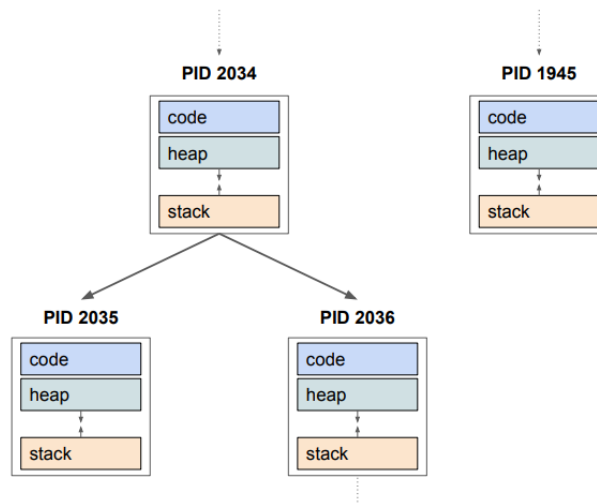 PID 2034
code
heap
stack
PID 1945
code
heap
stack
PID 2035
code
heap
stack
PID 2036
code
heap
stack